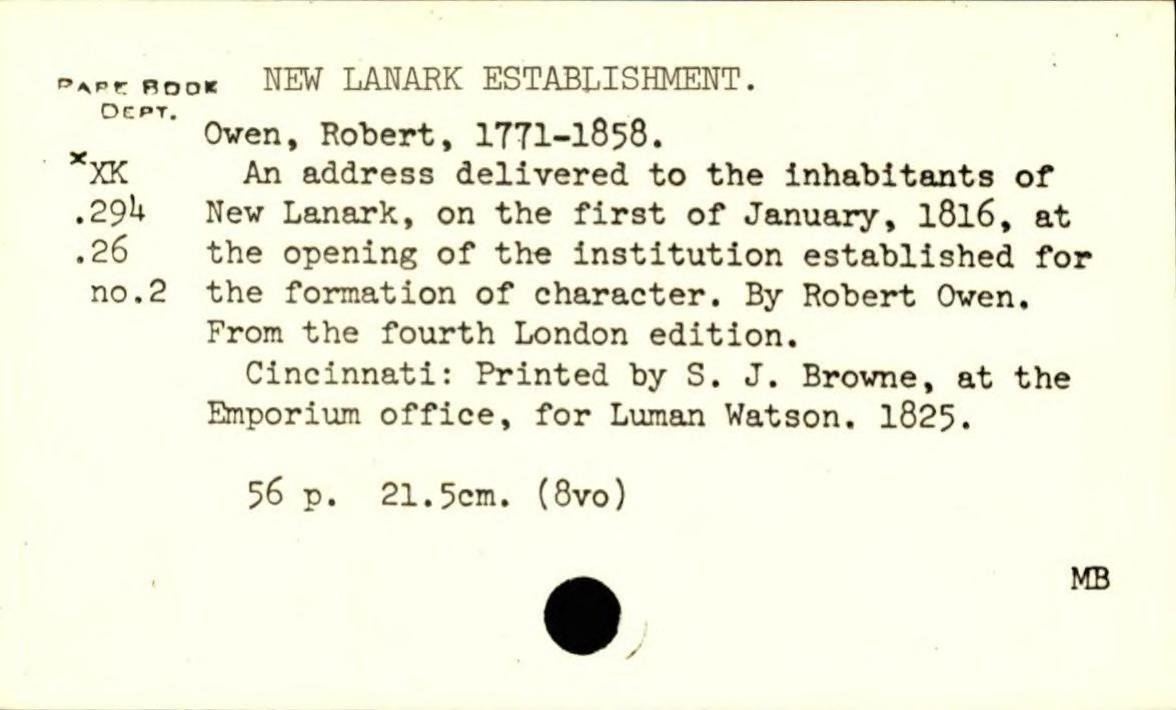 RARE BOOK
DEPT.
NEW LANARK ESTABLISHMENT.
Owen, Robert, 1771-1858.
xXK
.294
.26
no.2
An address delivered to the inhabitants of
New Lanark, on the first of January, 1816, at
the opening of the institution established for
the formation of character. By Robert Owen.
From the fourth London edition.
Cincinnati: Printed by S. J. Browne, at the
Emporium office, for Luman Watson. 1825.
56 p. 21.5cm. (8vo)
MB